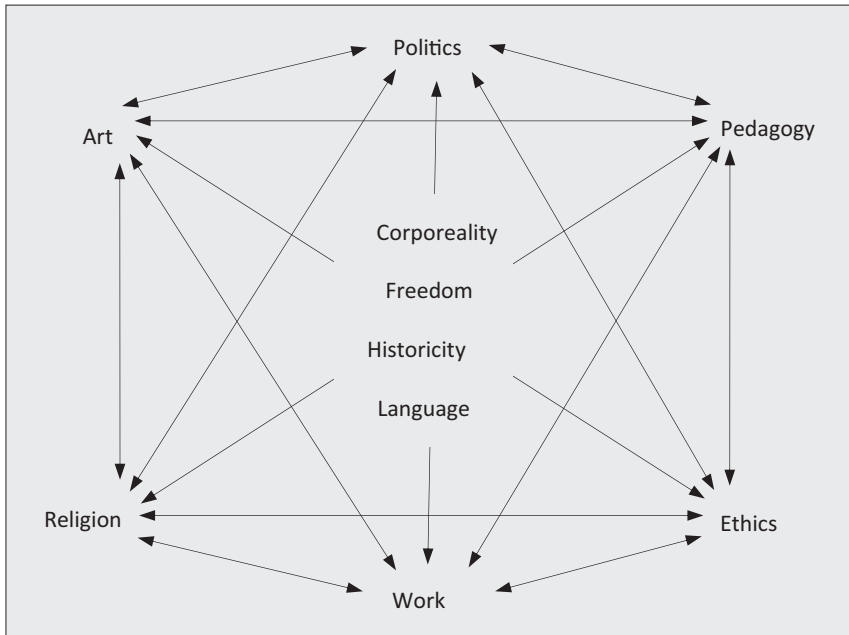 Politics
Art
Pedagogy
Corporeality
Freedom
Historicity
Language
Religion
Ethics
Work